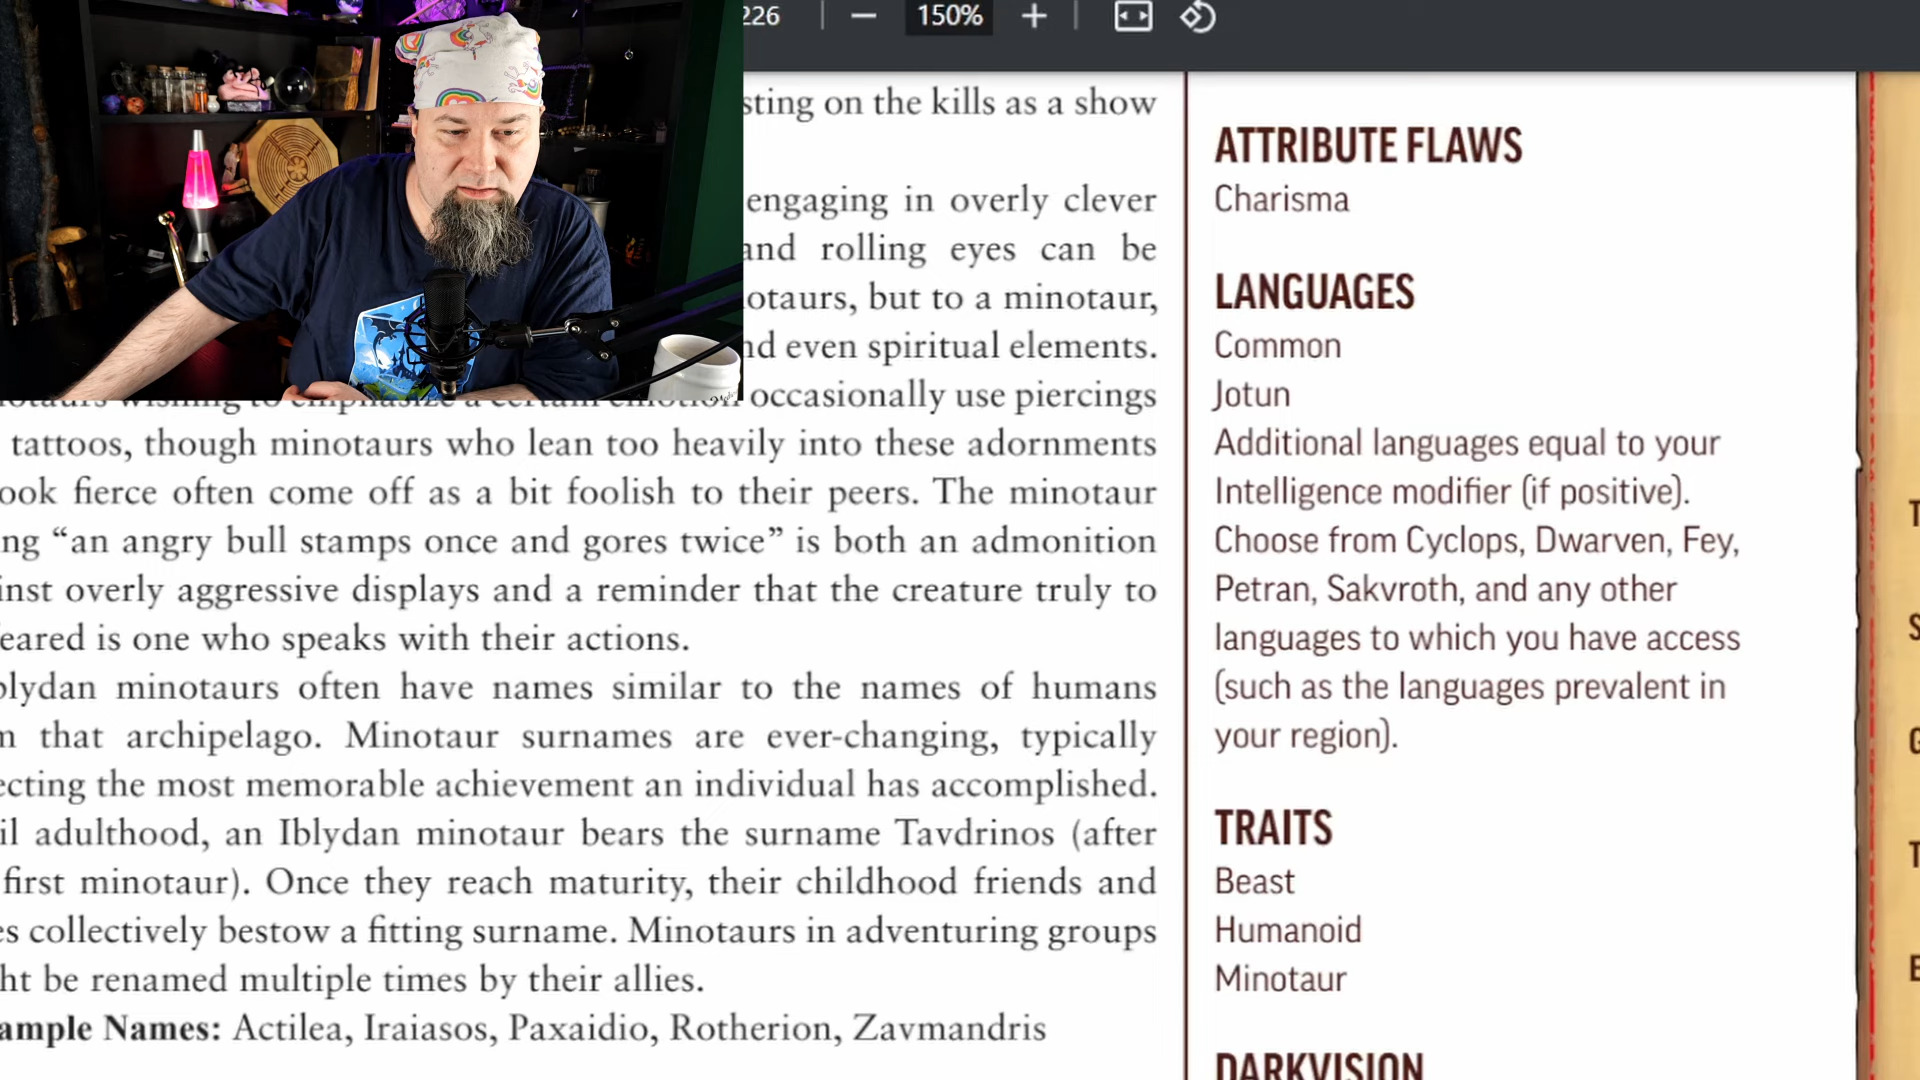 226
150%
sting on the kills as a show
engaging in overly clever
and rolling eyes can be
otaurs, but to a minotaur,
nd even spiritual elements.
occasionally use piercings
tattoos, though minotaurs who lean too heavily into these adornments
ook fierce often come off as a bit foolish to their peers. The minotaur
ng “an angry bull stamps once and gores twice” is both an admonition
inst overly aggressive displays and a reminder that the creature truly to
eared is one who speaks with their actions.
blydan minotaurs often have names similar to the names of humans
m that archipelago. Minotaur surnames are ever-changing, typically
ecting the most memorable achievement an individual has accomplished.
il adulthood, an Iblydan minotaur bears the surname Tavdrinos (after
first minotaur). Once they reach maturity, their childhood friends and
es collectively bestow a fitting surname. Minotaurs in adventuring groups
ht be renamed multiple times by their allies.
ample Names: Actilea, Iraiasos, Paxaidio, Rotherion, Zavmandris
ATTRIBUTE FLAWS
Charisma
LANGUAGES
Common
Jotun
Additional languages equal to your
Intelligence modifier (if positive).
Choose from Cyclops, Dwarven, Fey,
Petran, Sakvroth, and any other
languages to which you have access
(such as the languages prevalent in
your region).
TRAITS
Beast
Humanoid
Minotaur
DARKVISION